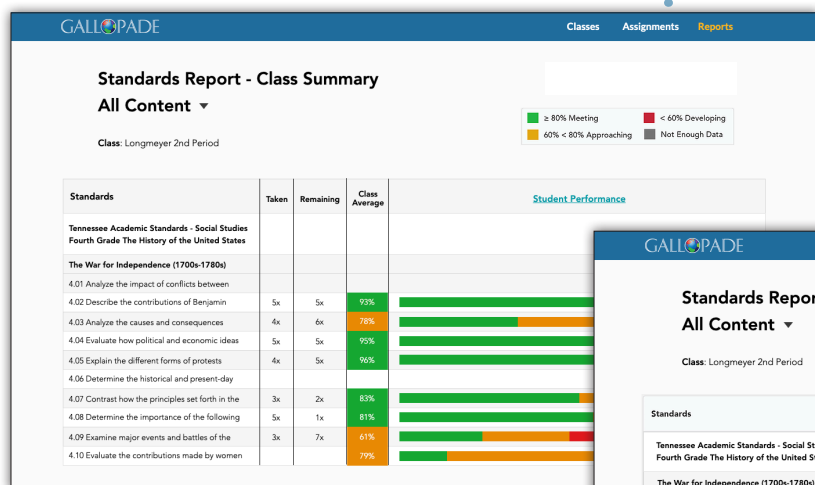 GALLOPADE
Classes Assignments Reports
Standards Report - Class Summary
All Content
≥ 80% Meeting < 60% Developing
60% < 80% Approaching Not Enough Data
Class: Longmeyer 2nd Period
Standards Taken Remaining Class Average Student Performance
Tennessee Academic Standards - Social Studies
Fourth Grade The History of the United States
The War for Independence (1700s-1780s)
4.01 Analyze the impact of conflicts between
4.02 Describe the contributions of Benjamin 5x 5x 93%
4.03 Analyze the causes and consequences 4x 6x 78%
4.04 Evaluate how political and economic ideas 5x 5x 95%
4.05 Explain the different forms of protests 4x 5x 96%
4.06 Determine the historical and present-day
4.07 Contrast how the principles set forth in the 3x 2x 83%
4.08 Determine the importance of the following 5x 1x 81%
4.09 Examine major events and battles of the 3x 7x 61%
4.10 Evaluate the contributions made by women 79%
GALLOPADE
Standards Repor
All Content
Class: Longmeyer 2nd Period
Standards
Tennessee Academic Standards - Social St
Fourth Grade The History of the United S
The War for Independence (1700s-1780s)